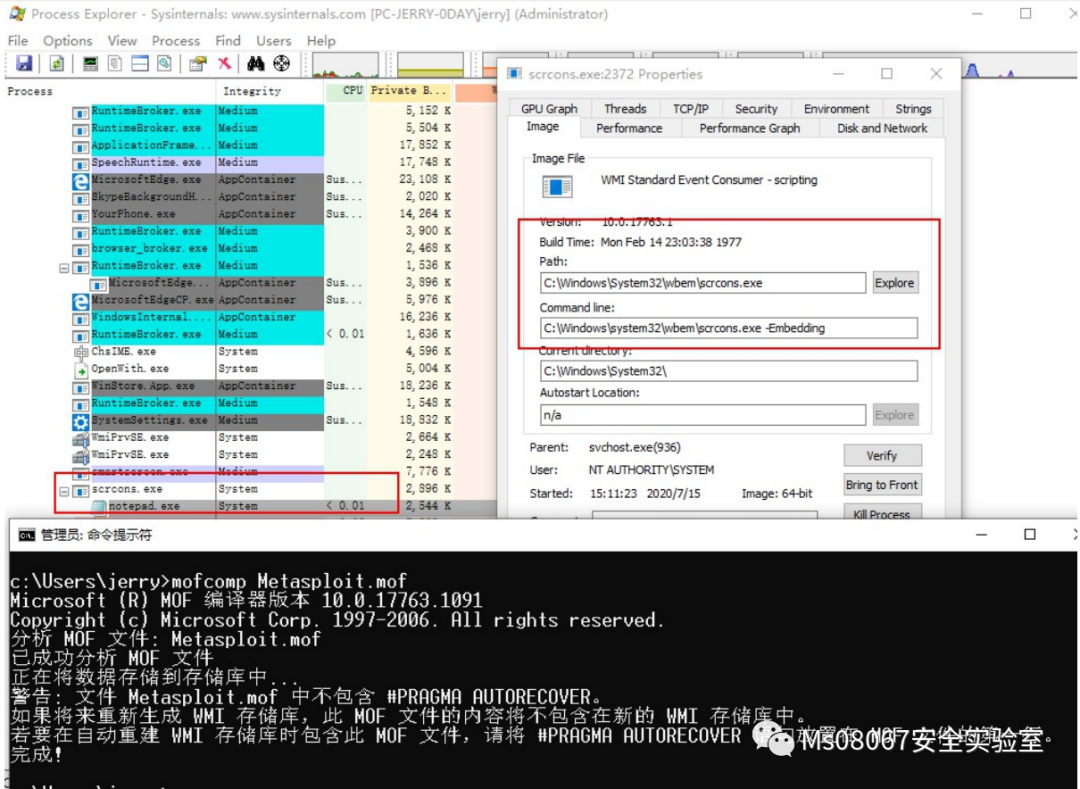 Process Explorer - Sysinternals: www.sysinternals.com [PC-JERRY-0DAY\jerry] (Administrator)
File Options View Process Find Users Help
Process Integrity CPU Private B...
RuntimeBroker.exe Medium 5,152 K
RuntimeBroker.exe Medium 5,504 K
ApplicationFrame... Medium 17,852 K
SpeechRuntime.exe Medium 17,748 K
MicrosoftEdge.exe AppContainer Sus... 23,108 K
SkypeBackgroundH... AppContainer Sus... 2,020 K
YourPhone.exe AppContainer Sus... 14,264 K
RuntimeBroker.exe Medium 3,900 K
browser_broker.exe Medium 2,468 K
RuntimeBroker.exe Medium 1,536 K
MicrosoftEdge... AppContainer Sus... 3,896 K
MicrosoftEdgeCP.exe AppContainer Sus... 5,976 K
WindowsInternal.... AppContainer 16,236 K
RuntimeBroker.exe Medium < 0.01 1,636 K
ChsIME.exe System 4,596 K
OpenWith.exe System 5,004 K
WinStore.App.exe AppContainer Sus... 18,236 K
RuntimeBroker.exe Medium 1,548 K
SystemSettings.exe Medium Sus... 18,832 K
WmiPrvSE.exe System 2,664 K
WmiPrvSE.exe System 2,248 K
smartscreen.exe Medium 7,776 K
scrcons.exe System 2,896 K
notepad.exe System < 0.01 2,544 K
scrcons.exe:2372 Properties
GPU Graph Threads TCP/IP Security Environment Strings
Image Performance Performance Graph Disk and Network
Image File
WMI Standard Event Consumer - scripting
Version: 10.0.17763.1
Build Time: Mon Feb 14 23:03:38 1977
Path:
C:\Windows\System32\wbem\scrcons.exe Explore
Command line:
C:\Windows\system32\wbem\scrcons.exe -Embedding
Current directory:
C:\Windows\System32\
Autostart Location:
n/a Explore
Parent: svchost.exe(936) Verify
User: NT AUTHORITY\SYSTEM Bring to Front
Started: 15:11:23 2020/7/15 Image: 64-bit
Kill Process
管理员: 命令提示符
c:\Users\jerry>mofcomp Metasploit.mof
Microsoft (R) MOF 编译器版本 10.0.17763.1091
Copyright (c) Microsoft Corp. 1997-2006. All rights reserved.
分析 MOF 文件: Metasploit.mof
已成功分析 MOF 文件
正在将数据存储到存储库中...
警告: 文件 Metasploit.mof 中不包含 #PRAGMA AUTORECOVER。
如果将来重新生成 WMI 存储库，此 MOF 文件的内容将不包含在新的 WMI 存储库中。
若要在自动重建 WMI 存储库时包含此 MOF 文件，请将 #PRAGMA AUTORECOVER
完成!
Ms08067安全实验室